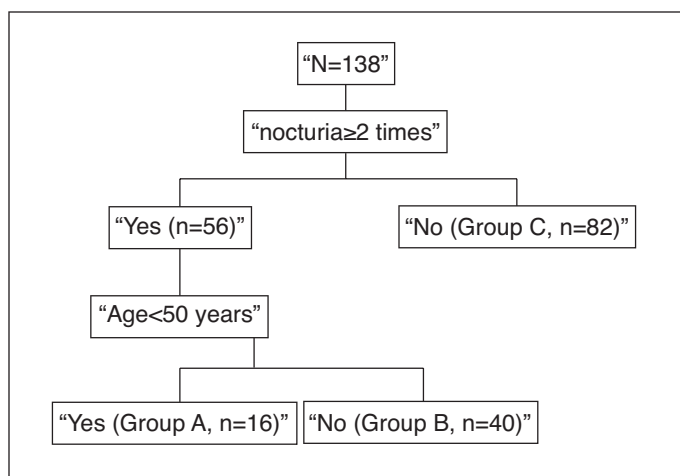 “N=138”
“nocturia≥2 times”
“Yes (n=56)”
“No (Group C, n=82)”
“Age<50 years”
“Yes (Group A, n=16)”
“No (Group B, n=40)”